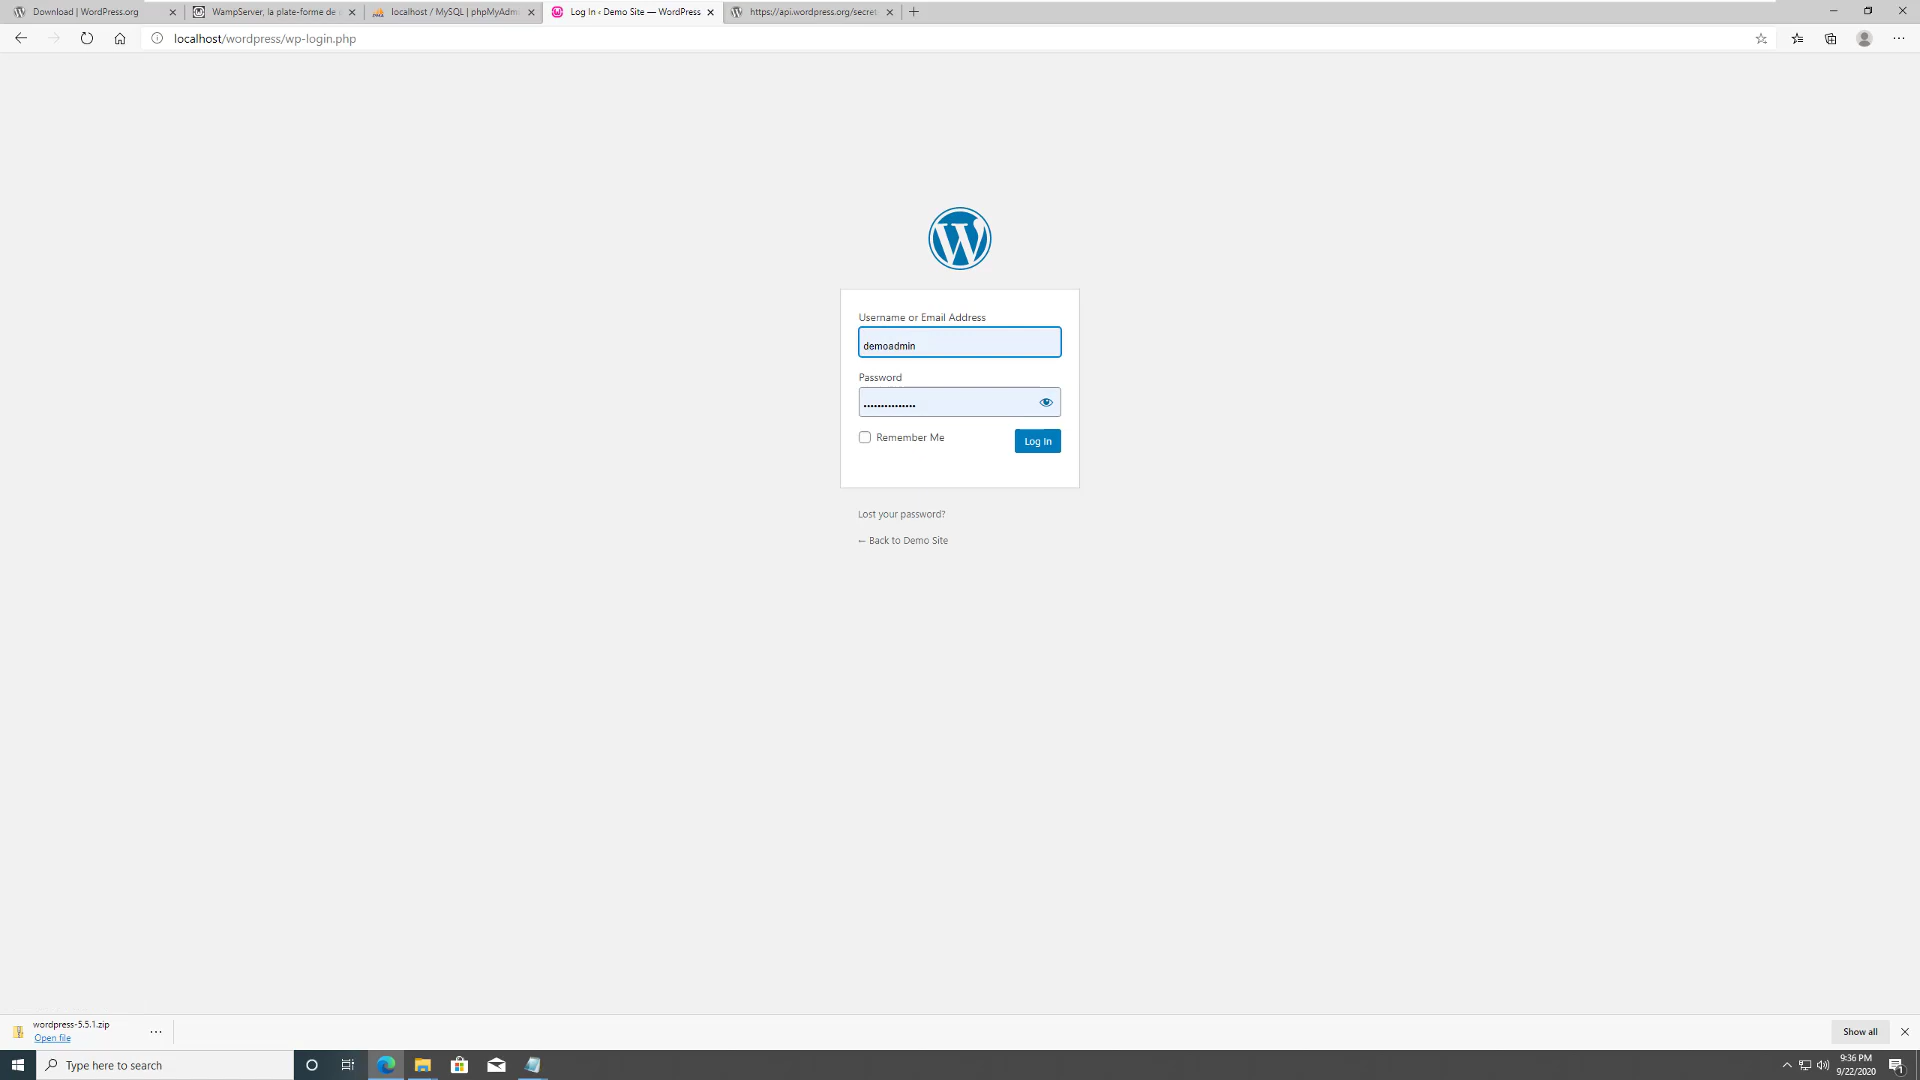 Download | WordPress.org
WampServer, la plate-forme de
localhost / MySQL | phpMyAdm
Log In ‹ Demo Site — WordPress
https://api.wordpress.org/secret
localhost/wordpress/wp-login.php
Username or Email Address
demoadmin
Password
•••••••••••••••
Remember Me
Log In
Lost your password?
← Back to Demo Site
wordpress-5.5.1.zip
Open file
Show all
Type here to search
9:36 PM
9/22/2020
1